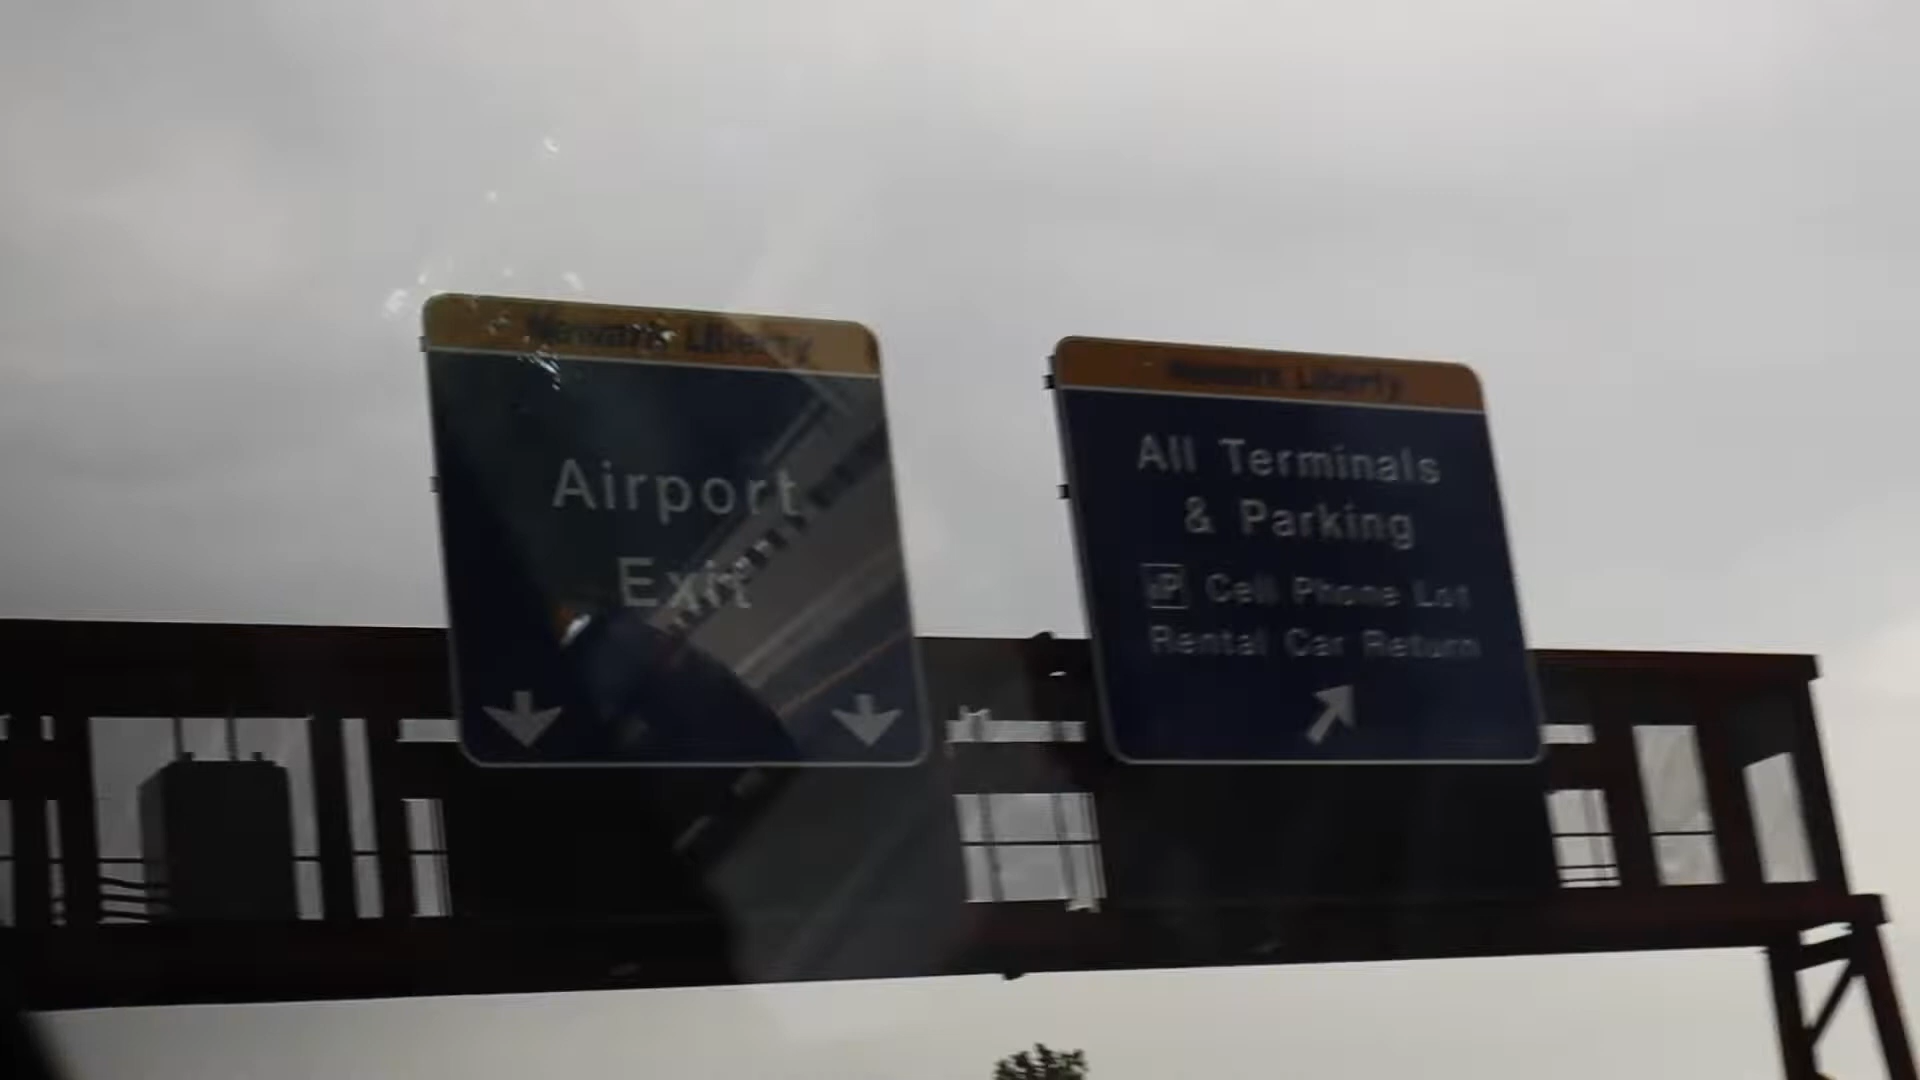 Newark Liberty
Airport
Exit
Newark Liberty
All Terminals
& Parking
P Cell Phone Lot
Rental Car Return